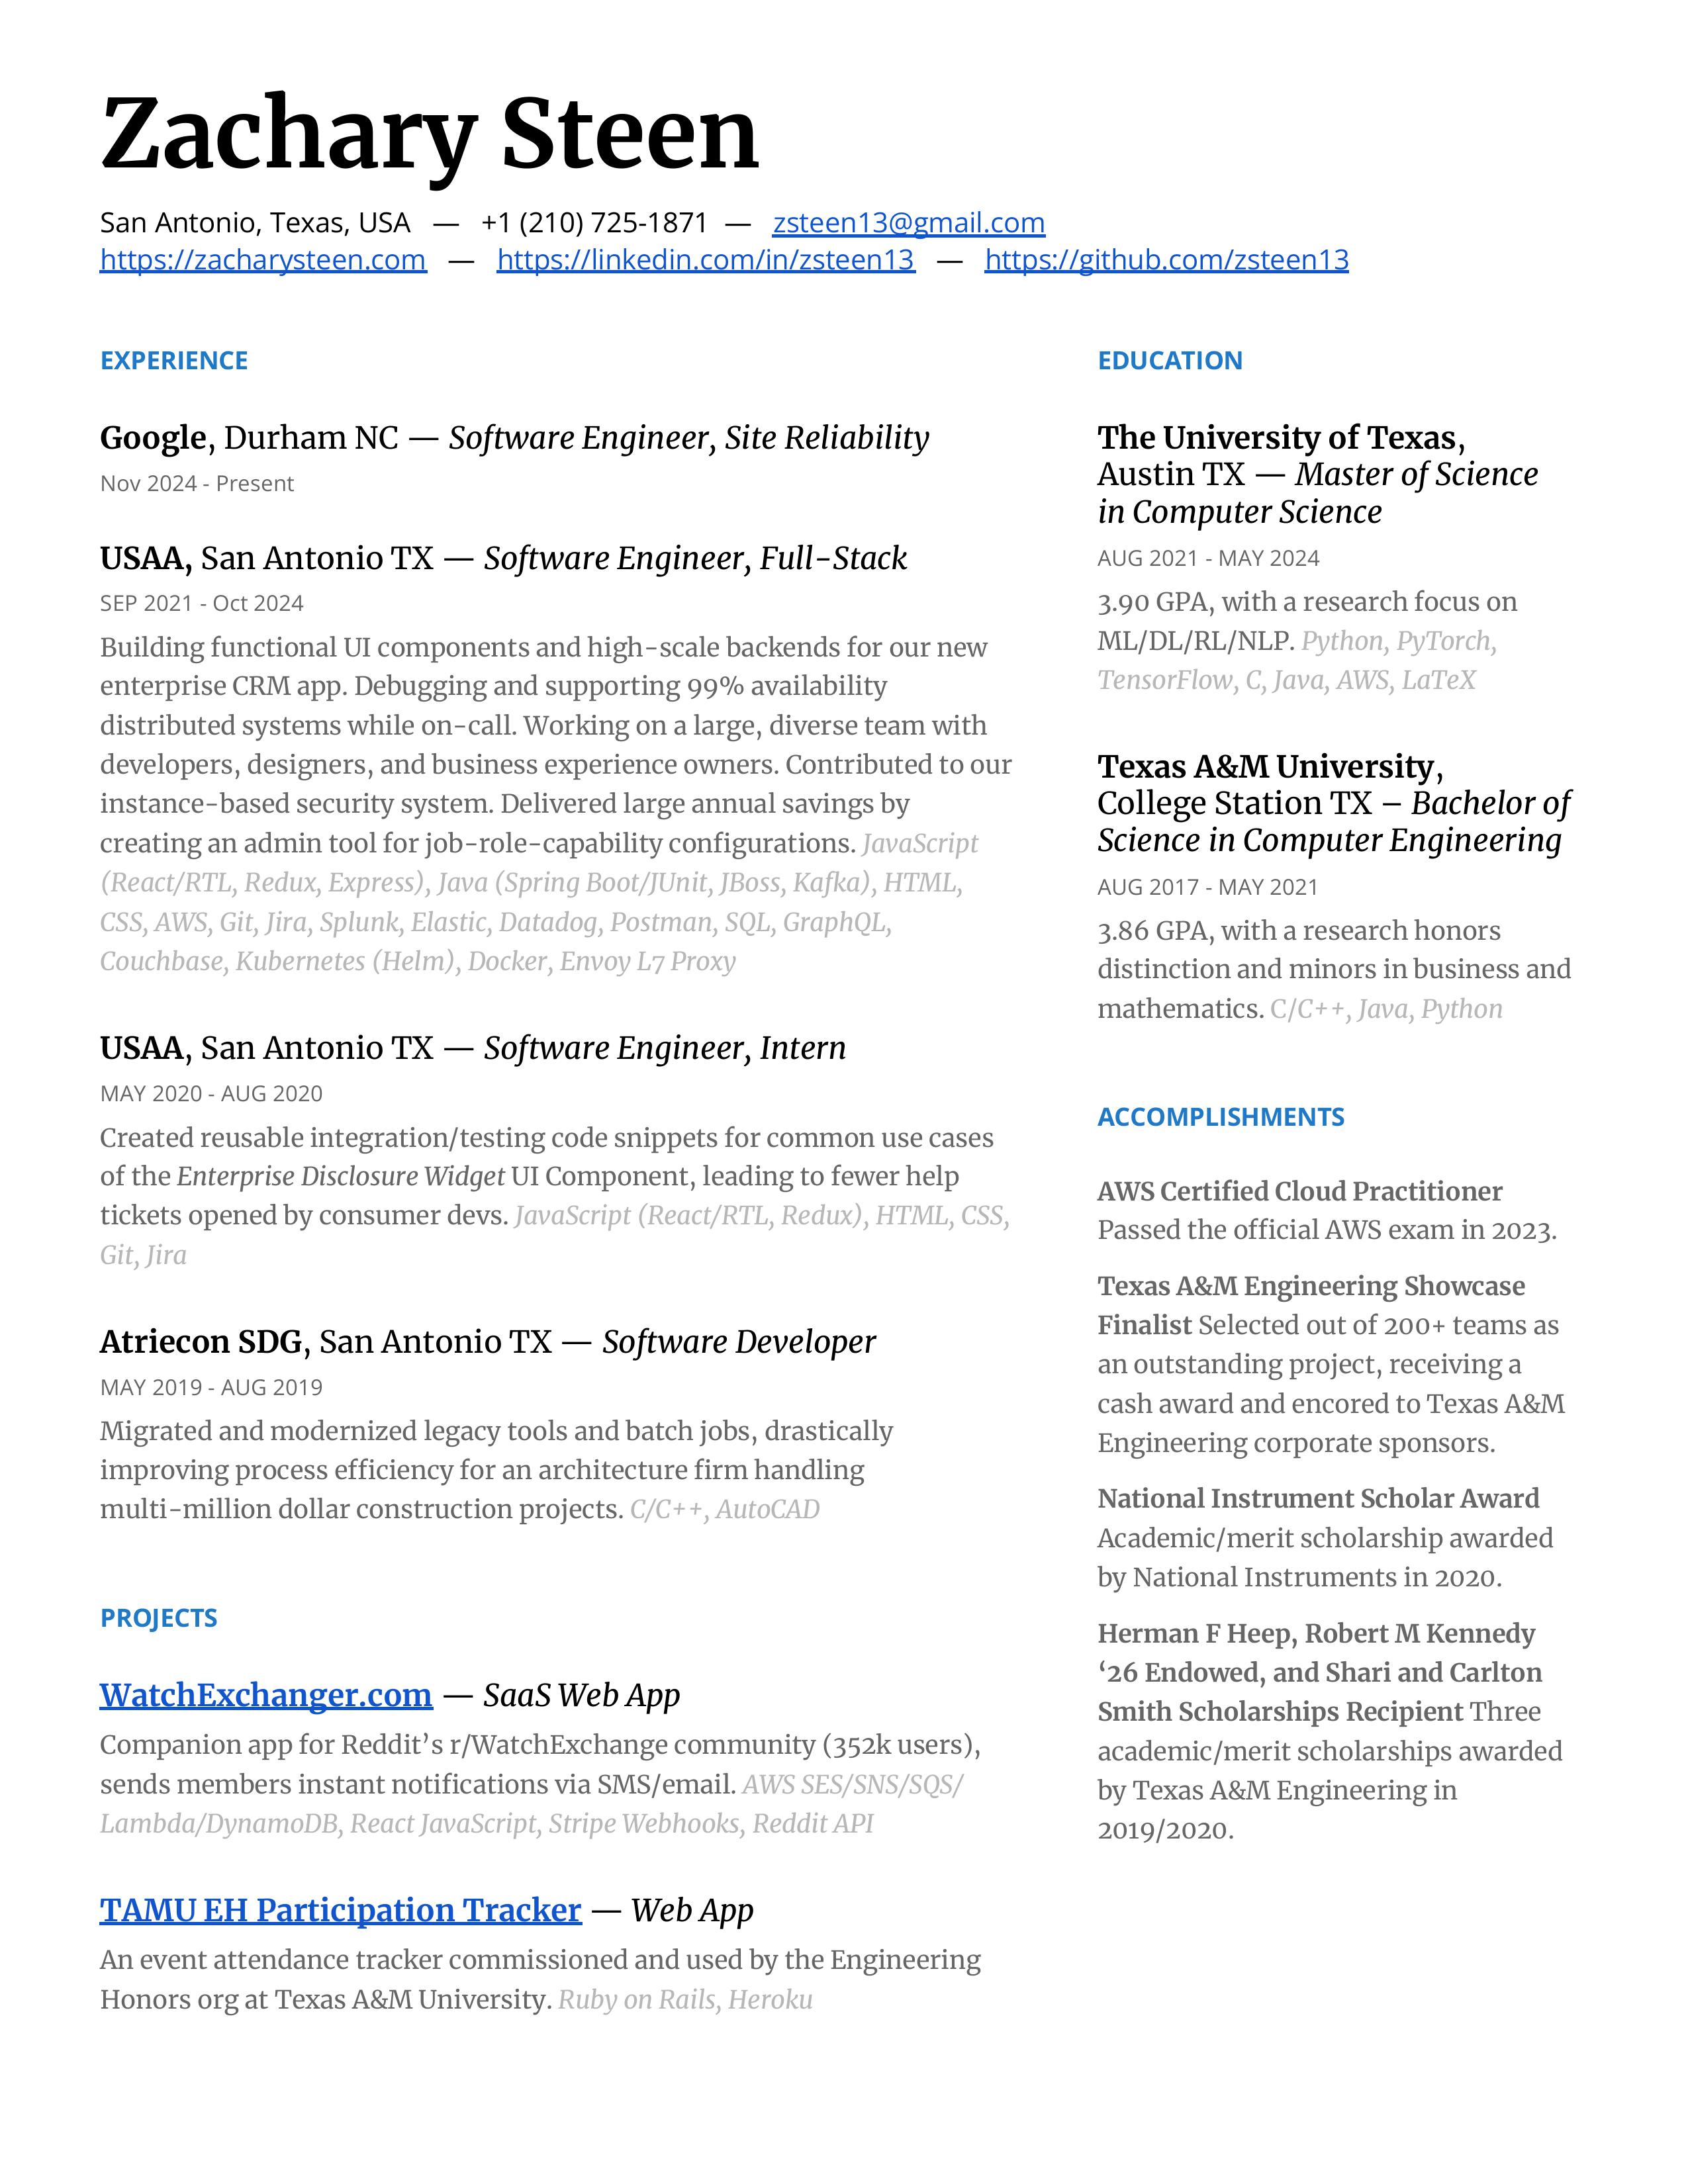 Zachary Steen
San Antonio, Texas, USA — +1 (210) 725-1871 — zsteen13@gmail.com
https://zacharysteen.com — https://linkedin.com/in/zsteen13 — https://github.com/zsteen13
EXPERIENCE
Google, Durham NC — Software Engineer, Site Reliability
Nov 2024 - Present
USAA, San Antonio TX — Software Engineer, Full-Stack
SEP 2021 - Oct 2024
Building functional UI components and high-scale backends for our new
enterprise CRM app. Debugging and supporting 99% availability
distributed systems while on-call. Working on a large, diverse team with
developers, designers, and business experience owners. Contributed to our
instance-based security system. Delivered large annual savings by
creating an admin tool for job-role-capability configurations. JavaScript
(React/RTL, Redux, Express), Java (Spring Boot/JUnit, JBoss, Kafka), HTML,
CSS, AWS, Git, Jira, Splunk, Elastic, Datadog, Postman, SQL, GraphQL,
Couchbase, Kubernetes (Helm), Docker, Envoy L7 Proxy
USAA, San Antonio TX — Software Engineer, Intern
MAY 2020 - AUG 2020
Created reusable integration/testing code snippets for common use cases
of the Enterprise Disclosure Widget UI Component, leading to fewer help
tickets opened by consumer devs. JavaScript (React/RTL, Redux), HTML, CSS,
Git, Jira
Atriecon SDG, San Antonio TX — Software Developer
MAY 2019 - AUG 2019
Migrated and modernized legacy tools and batch jobs, drastically
improving process efficiency for an architecture firm handling
multi-million dollar construction projects. C/C++, AutoCAD
PROJECTS
WatchExchanger.com — SaaS Web App
Companion app for Reddit’s r/WatchExchange community (352k users),
sends members instant notifications via SMS/email. AWS SES/SNS/SQS/
Lambda/DynamoDB, React JavaScript, Stripe Webhooks, Reddit API
TAMU EH Participation Tracker — Web App
An event attendance tracker commissioned and used by the Engineering
Honors org at Texas A&M University. Ruby on Rails, Heroku
EDUCATION
The University of Texas,
Austin TX — Master of Science
in Computer Science
AUG 2021 - MAY 2024
3.90 GPA, with a research focus on
ML/DL/RL/NLP. Python, PyTorch,
TensorFlow, C, Java, AWS, LaTeX
Texas A&M University,
College Station TX – Bachelor of
Science in Computer Engineering
AUG 2017 - MAY 2021
3.86 GPA, with a research honors
distinction and minors in business and
mathematics. C/C++, Java, Python
ACCOMPLISHMENTS
AWS Certified Cloud Practitioner
Passed the official AWS exam in 2023.
Texas A&M Engineering Showcase
Finalist Selected out of 200+ teams as
an outstanding project, receiving a
cash award and encored to Texas A&M
Engineering corporate sponsors.
National Instrument Scholar Award
Academic/merit scholarship awarded
by National Instruments in 2020.
Herman F Heep, Robert M Kennedy
‘26 Endowed, and Shari and Carlton
Smith Scholarships Recipient Three
academic/merit scholarships awarded
by Texas A&M Engineering in
2019/2020.